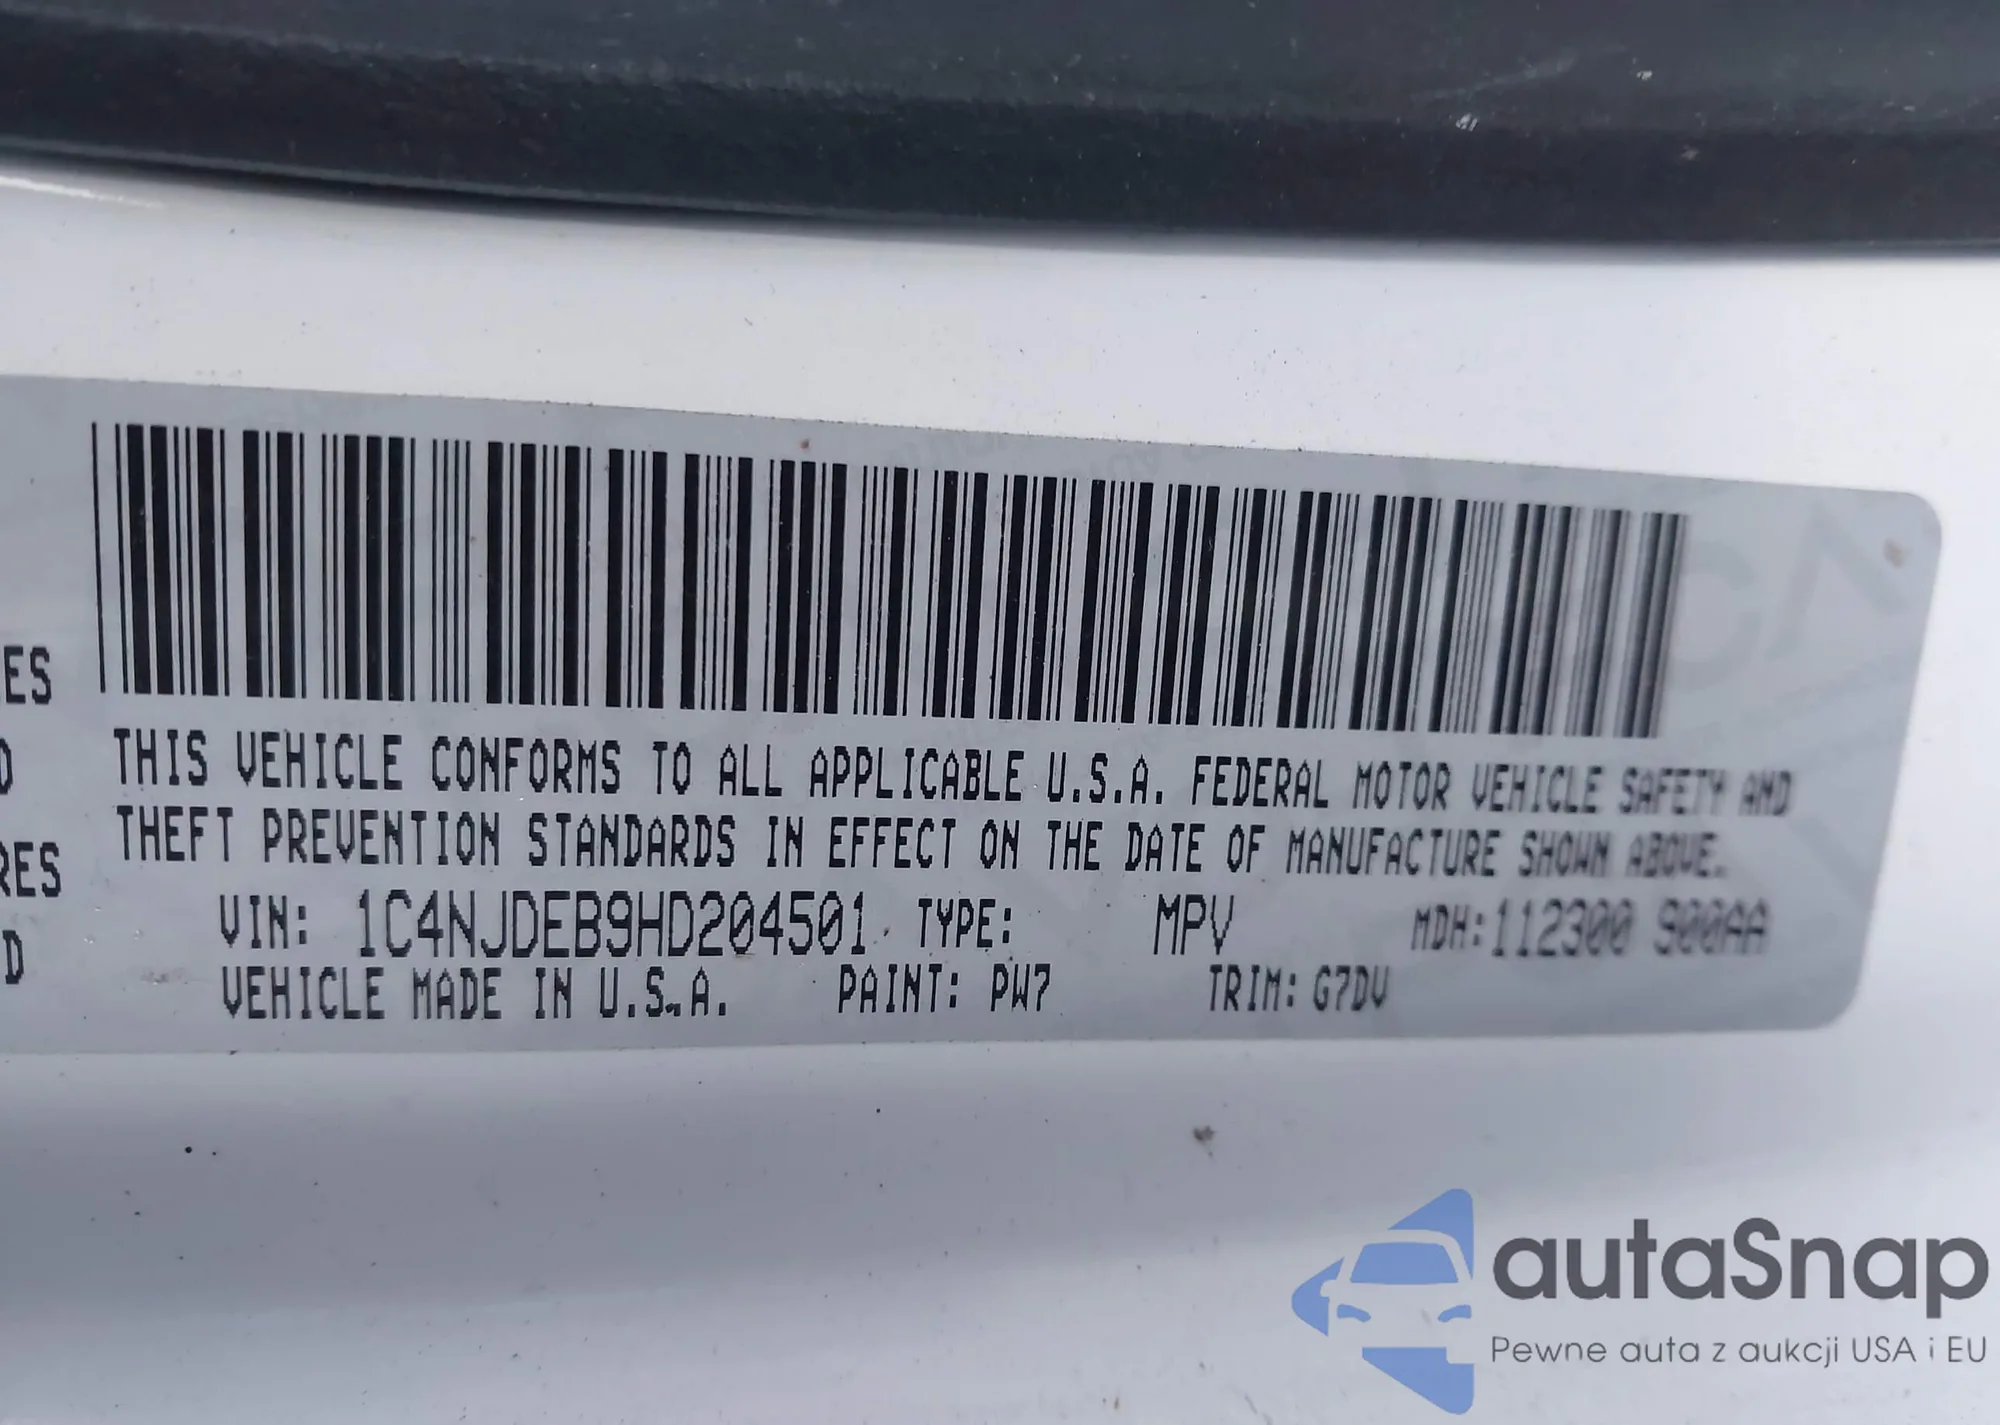 ES
D
RES
D
THIS VEHICLE CONFORMS TO ALL APPLICABLE U.S.A. FEDERAL MOTOR VEHICLE SAFETY AND
THEFT PREVENTION STANDARDS IN EFFECT ON THE DATE OF MANUFACTURE SHOWN ABOVE.
VIN: 1C4NJDEB9HD204501 TYPE: MPV MDH:112300 900AA
VEHICLE MADE IN U.S.A. PAINT: PW7 TRIM: G7DV
autaSnap
Pewne auta z aukcji USA i EU